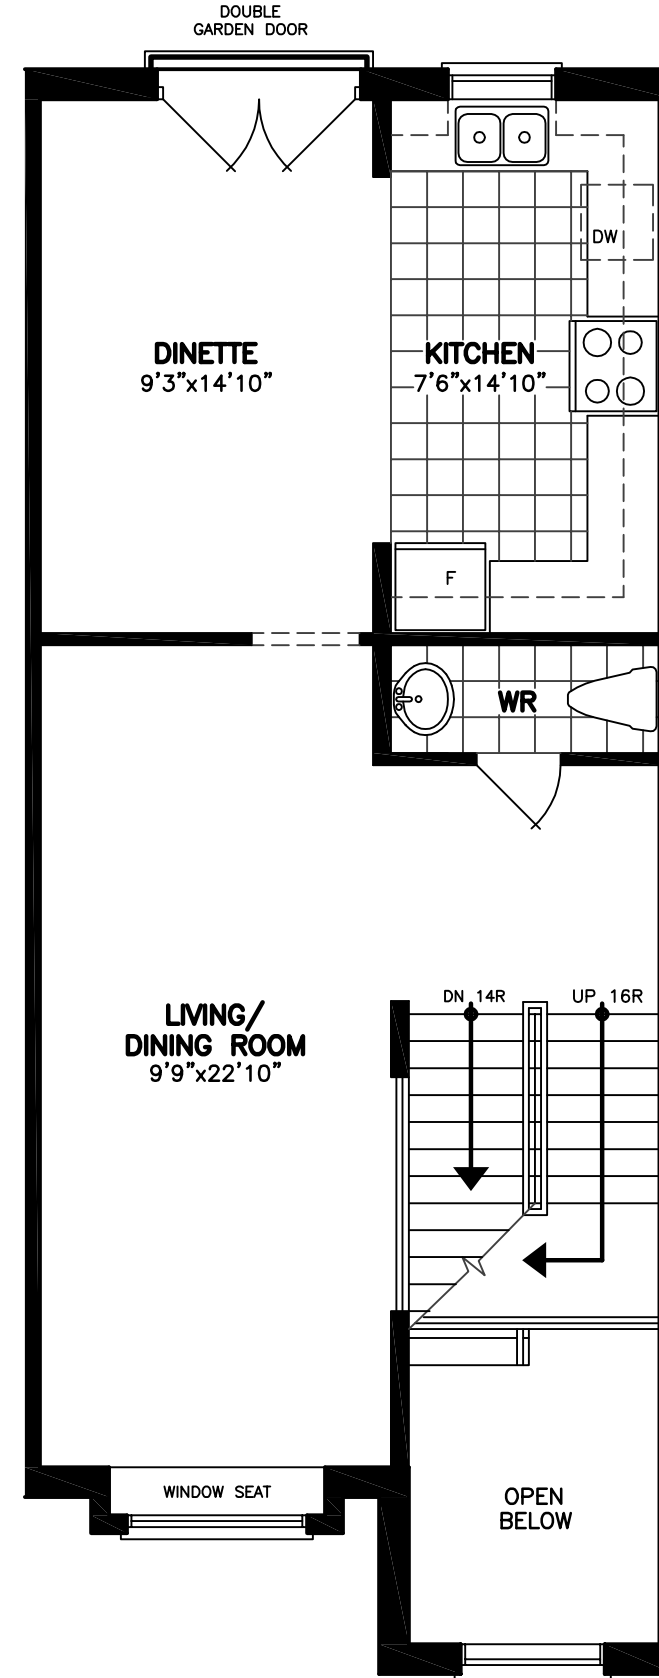 DOUBLE
GARDEN DOOR
DW
DINETTE
9'3"x14'10"
KITCHEN
7'6"x14'10"
F
WR
DN 14R
UP 16R
LIVING/
DINING ROOM
9'9"x22'10"
WINDOW SEAT
OPEN
BELOW